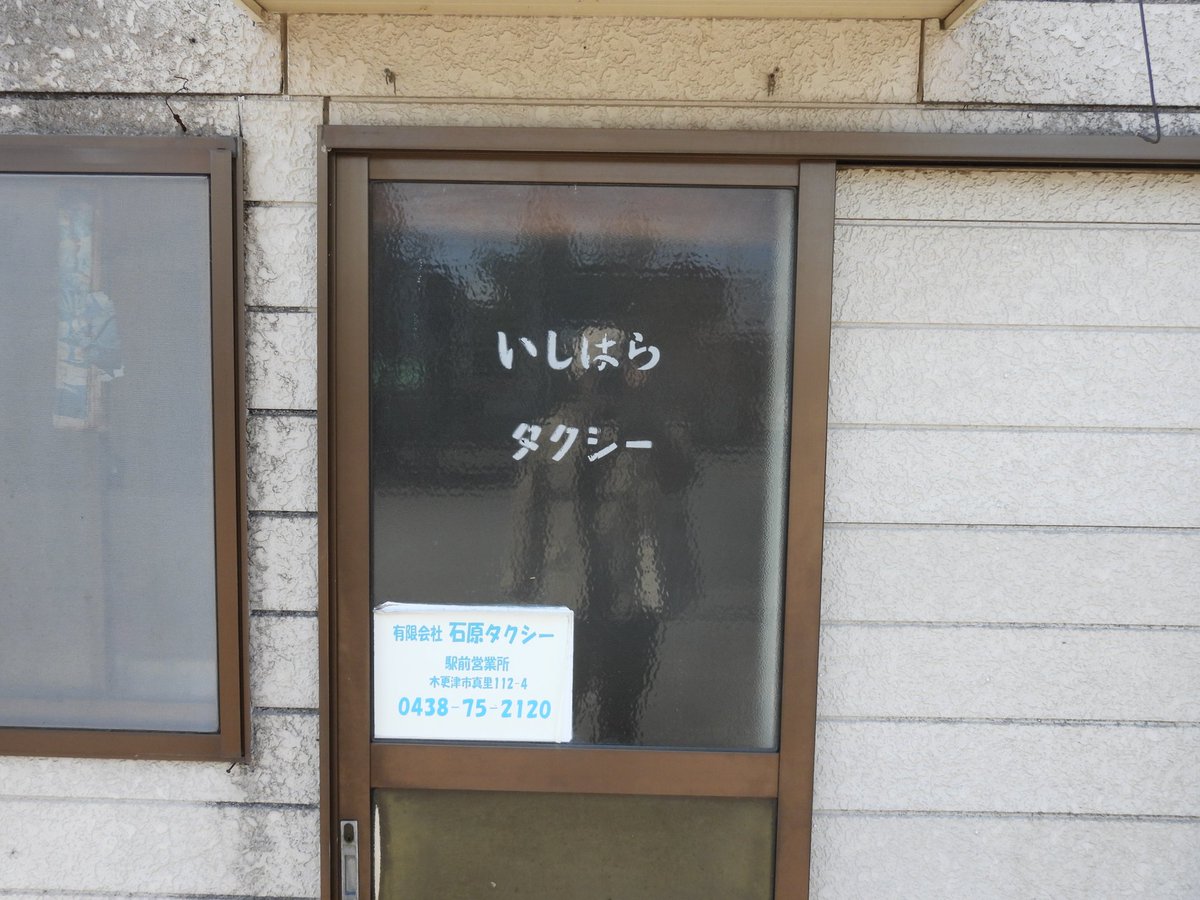 いしはら
タクシー
有限会社 石原タクシー
駅前営業所
木更津市真里112-4
0438-75-2120